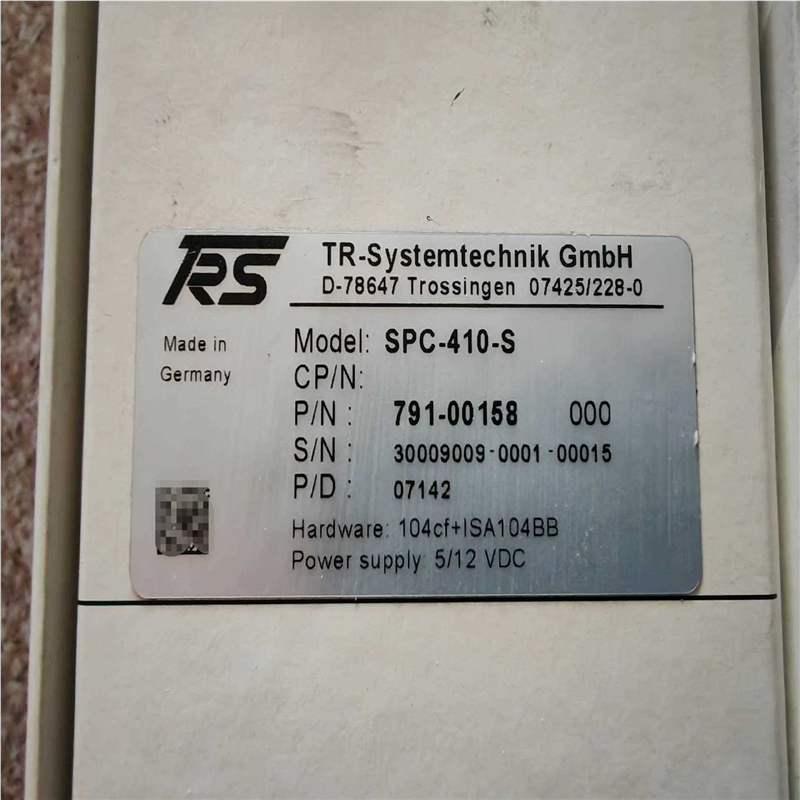 TRS
TR-Systemtechnik GmbH
D-78647 Trossingen 07425/228-0
Made in
Germany
Model: SPC-410-S
CP/N:
P/N : 791-00158 000
S/N : 30009009-0001-00015
P/D : 07142
Hardware: 104cf+ISA104BB
Power supply: 5/12 VDC